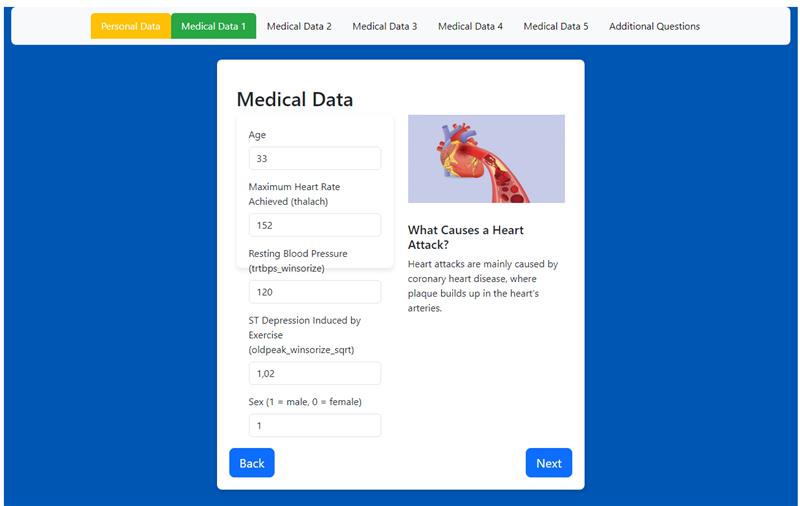 Personal Data Medical Data 1 Medical Data 2 Medical Data 3 Medical Data 4 Medical Data 5 Additional Questions
Medical Data
Age
33
Maximum Heart Rate
Achieved (thalach)
152
Resting Blood Pressure
(trtbps_winsorize)
120
ST Depression Induced by
Exercise
(oldpeak_winsorize_sqrt)
1,02
Sex (1 = male, 0 = female)
1
What Causes a Heart
Attack?
Heart attacks are mainly caused by
coronary heart disease, where
plaque builds up in the heart's
arteries.
Back Next